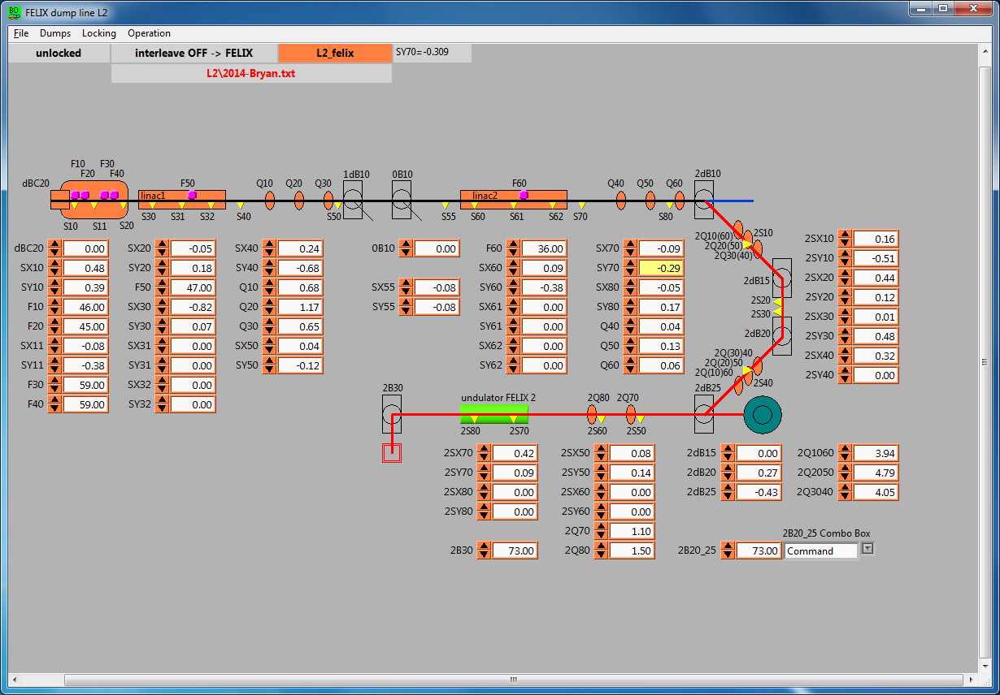 FELIX dump line L2
File Dumps Locking Operation
unlocked interleave OFF -> FELIX L2_felix SY70=-0.309
L2\2014-Bryan.txt
F10 F30
F20 F40
dBC20 F50 Q10 Q20 Q30 1dB10 0B10 F60 Q40 Q50 Q60 2dB10
linac1 linac2
S30 S31 S32 S40 S50 S55 S60 S61 S62 S70 S80
S10 S11 S20
2Q10(60) 2S10
2Q20(50)
2Q30(40)
dBC20 0.00 SX20 -0.05 SX40 0.24 0B10 0.00 F60 36.00 SX70 -0.09 2SX10 0.16
SX10 0.48 SY20 0.18 SY40 -0.68 SX60 0.09 SY70 -0.29 2SY10 -0.51
2dB15
SY10 0.39 F50 47.00 Q10 0.68 SX55 -0.08 SY60 -0.38 SX80 -0.05 2SX20 0.44
2S20
F10 46.00 SX30 -0.82 Q20 1.17 SY55 -0.08 SX61 0.00 SY80 0.17 2SY20 0.12
2S30
F20 45.00 SY30 0.07 Q30 0.65 SY61 0.00 Q40 0.04 2SX30 0.01
2dB20
SX11 -0.08 SX31 0.00 SX50 0.04 SX62 0.00 Q50 0.13 2SY30 0.48
2Q(30)40
SY11 -0.38 SY31 0.00 SY50 -0.12 SY62 0.00 Q60 0.06 2SX40 0.32
2Q(20)50
2Q(10)60
F30 59.00 SX32 0.00 2SY40 0.00
2S40
F40 59.00 SY32 0.00
2B30 undulator FELIX 2 2Q80 2Q70 2dB25
2S80 2S70 2S60 2S50
2SX70 0.42 2SX50 0.08 2dB15 0.00 2Q1060 3.94
2SY70 0.09 2SY50 0.14 2dB20 0.27 2Q2050 4.79
2SX80 0.00 2SX60 0.00 2dB25 -0.43 2Q3040 4.05
2SY80 0.00 2SY60 0.00
2Q70 1.10
2B20_25 Combo Box
2B30 73.00 2Q80 1.50 2B20_25 73.00 Command